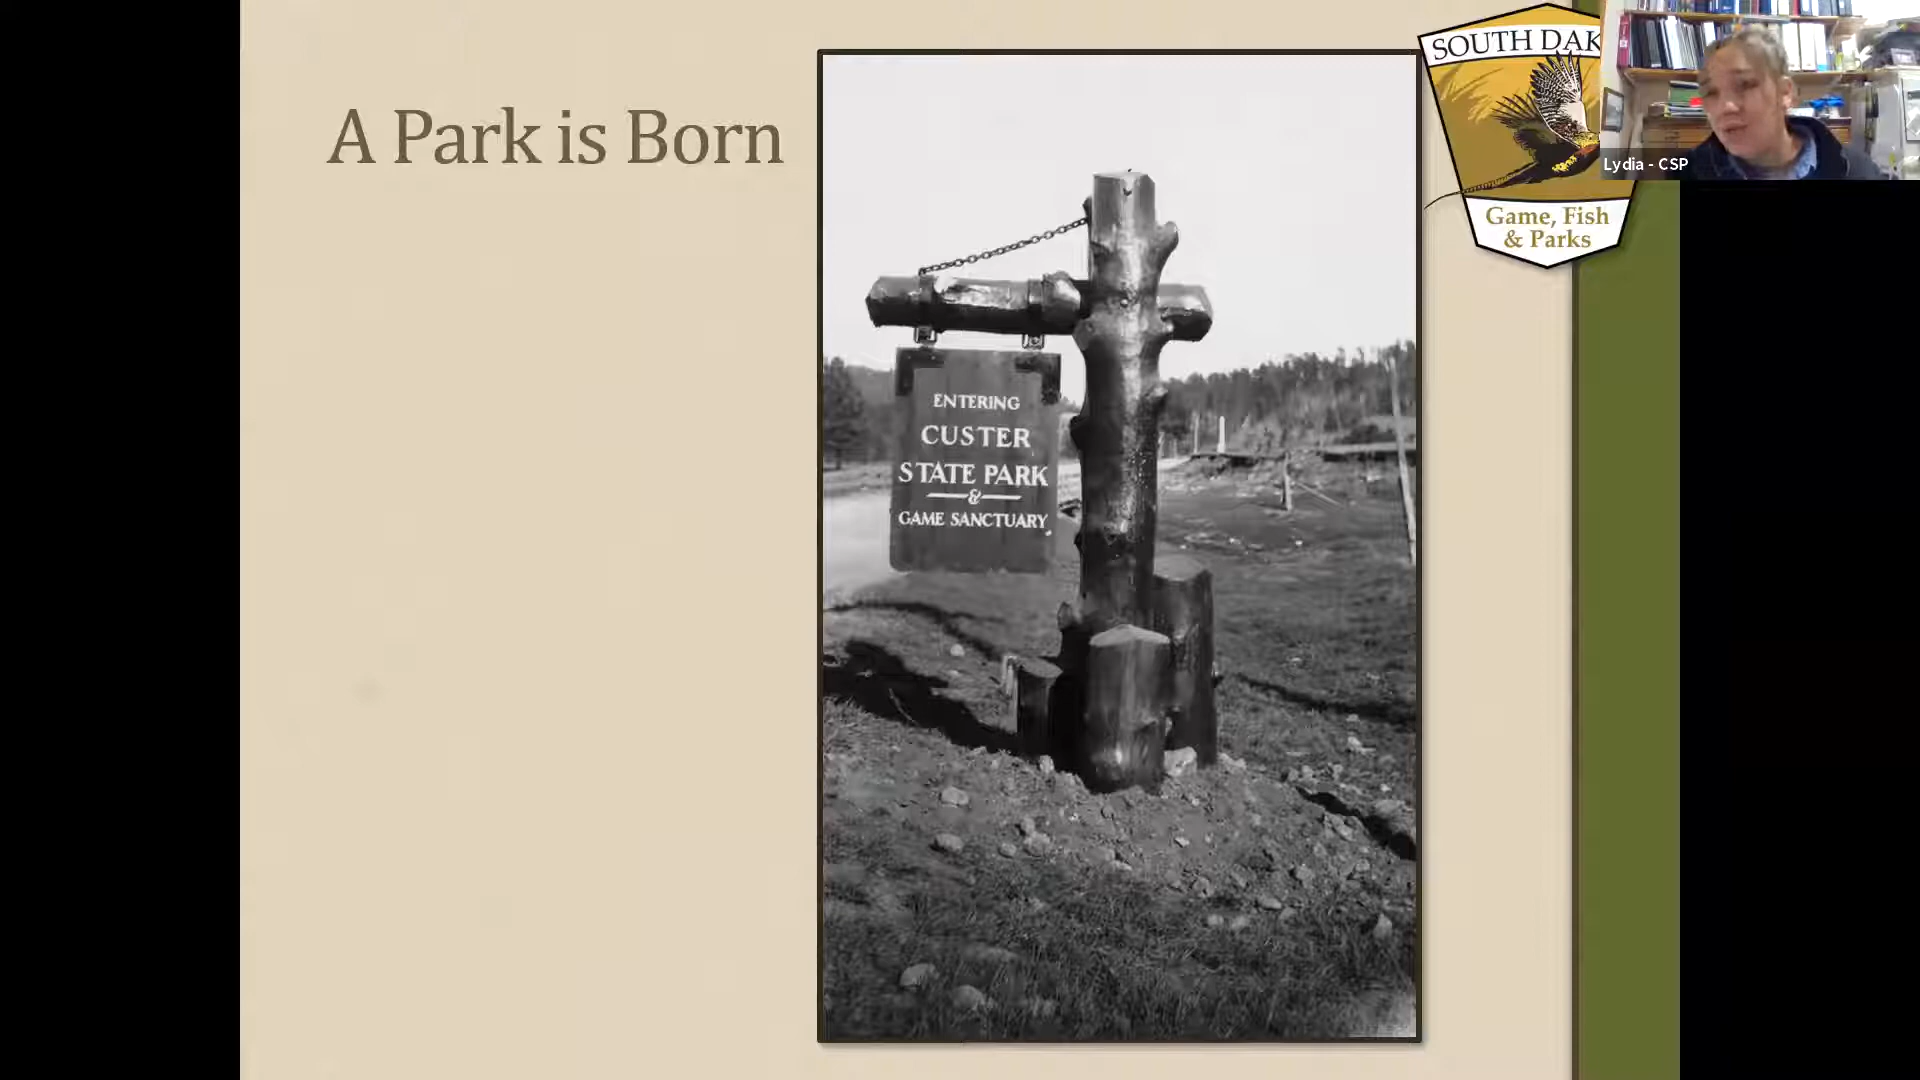 A Park is Born
ENTERING
CUSTER
STATE PARK
&
GAME SANCTUARY
SOUTH DAK
Game, Fish
& Parks
Lydia - CSP